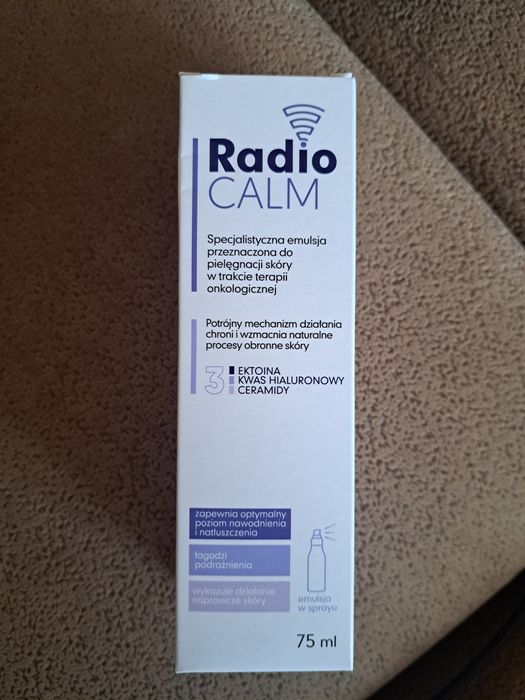 Radio
CALM
Specjalistyczna emulsja
przeznaczona do
pielęgnacji skóry
w trakcie terapii
onkologicznej
Potrójny mechanizm działania
chroni i wzmacnia naturalne
procesy obronne skóry
3
EKTOINA
KWAS HIALURONOWY
CERAMIDY
zapewnia optymalny
poziom nawodnienia
i natłuszczenia
łagodzi
podrażnienia
wykazuje działanie
naprawcze skóry
emulsja
w sprayu
75 ml